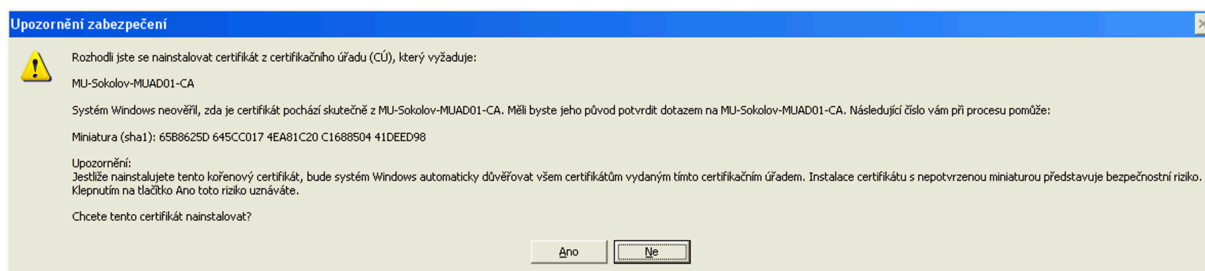 Upozornění zabezpečení
Rozhodli jste se nainstalovat certifikát z certifikačního úřadu (CÚ), který vyžaduje:
MU-Sokolov-MUAD01-CA
Systém Windows neověřil, zda je certifikát pochází skutečně z MU-Sokolov-MUAD01-CA. Měli byste jeho původ potvrdit dotazem na MU-Sokolov-MUAD01-CA. Následující číslo vám při procesu pomůže:
Miniatura (sha1): 65B8625D 645CC017 4EA81C20 C1688504 41DEED98
Upozornění:
Jestliže nainstalujete tento kořenový certifikát, bude systém Windows automaticky důvěřovat všem certifikátům vydaným tímto certifikačním úřadem. Instalace certifikátu s nepotvrzenou miniaturou představuje bezpečnostní riziko.
Klepnutím na tlačítko Ano toto riziko uznáváte.
Chcete tento certifikát nainstalovat?
Ano
Ne